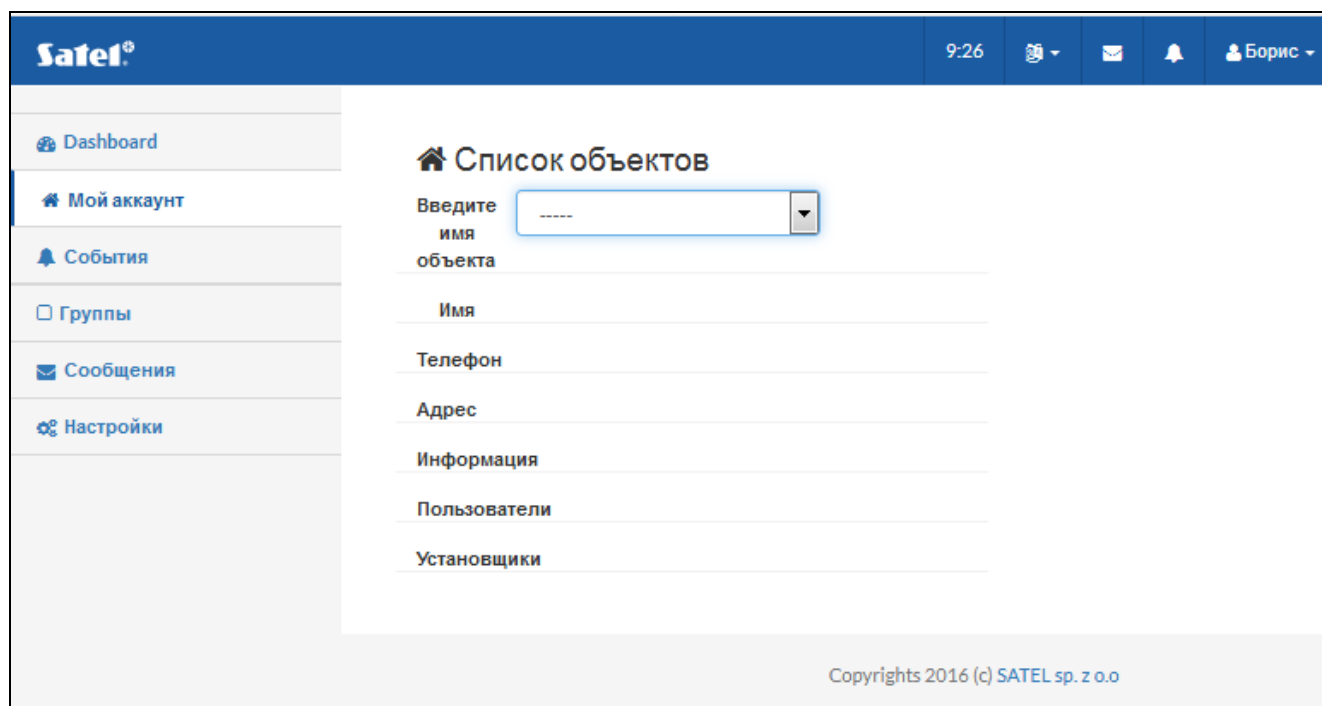 Satel®
9:26
Борис
Dashboard
Мой аккаунт
События
Группы
Сообщения
Настройки
Список объектов
Введите
имя
объекта
-----
Имя
Телефон
Адрес
Информация
Пользователи
Установщики
Copyrights 2016 (c) SATEL sp. z o.o